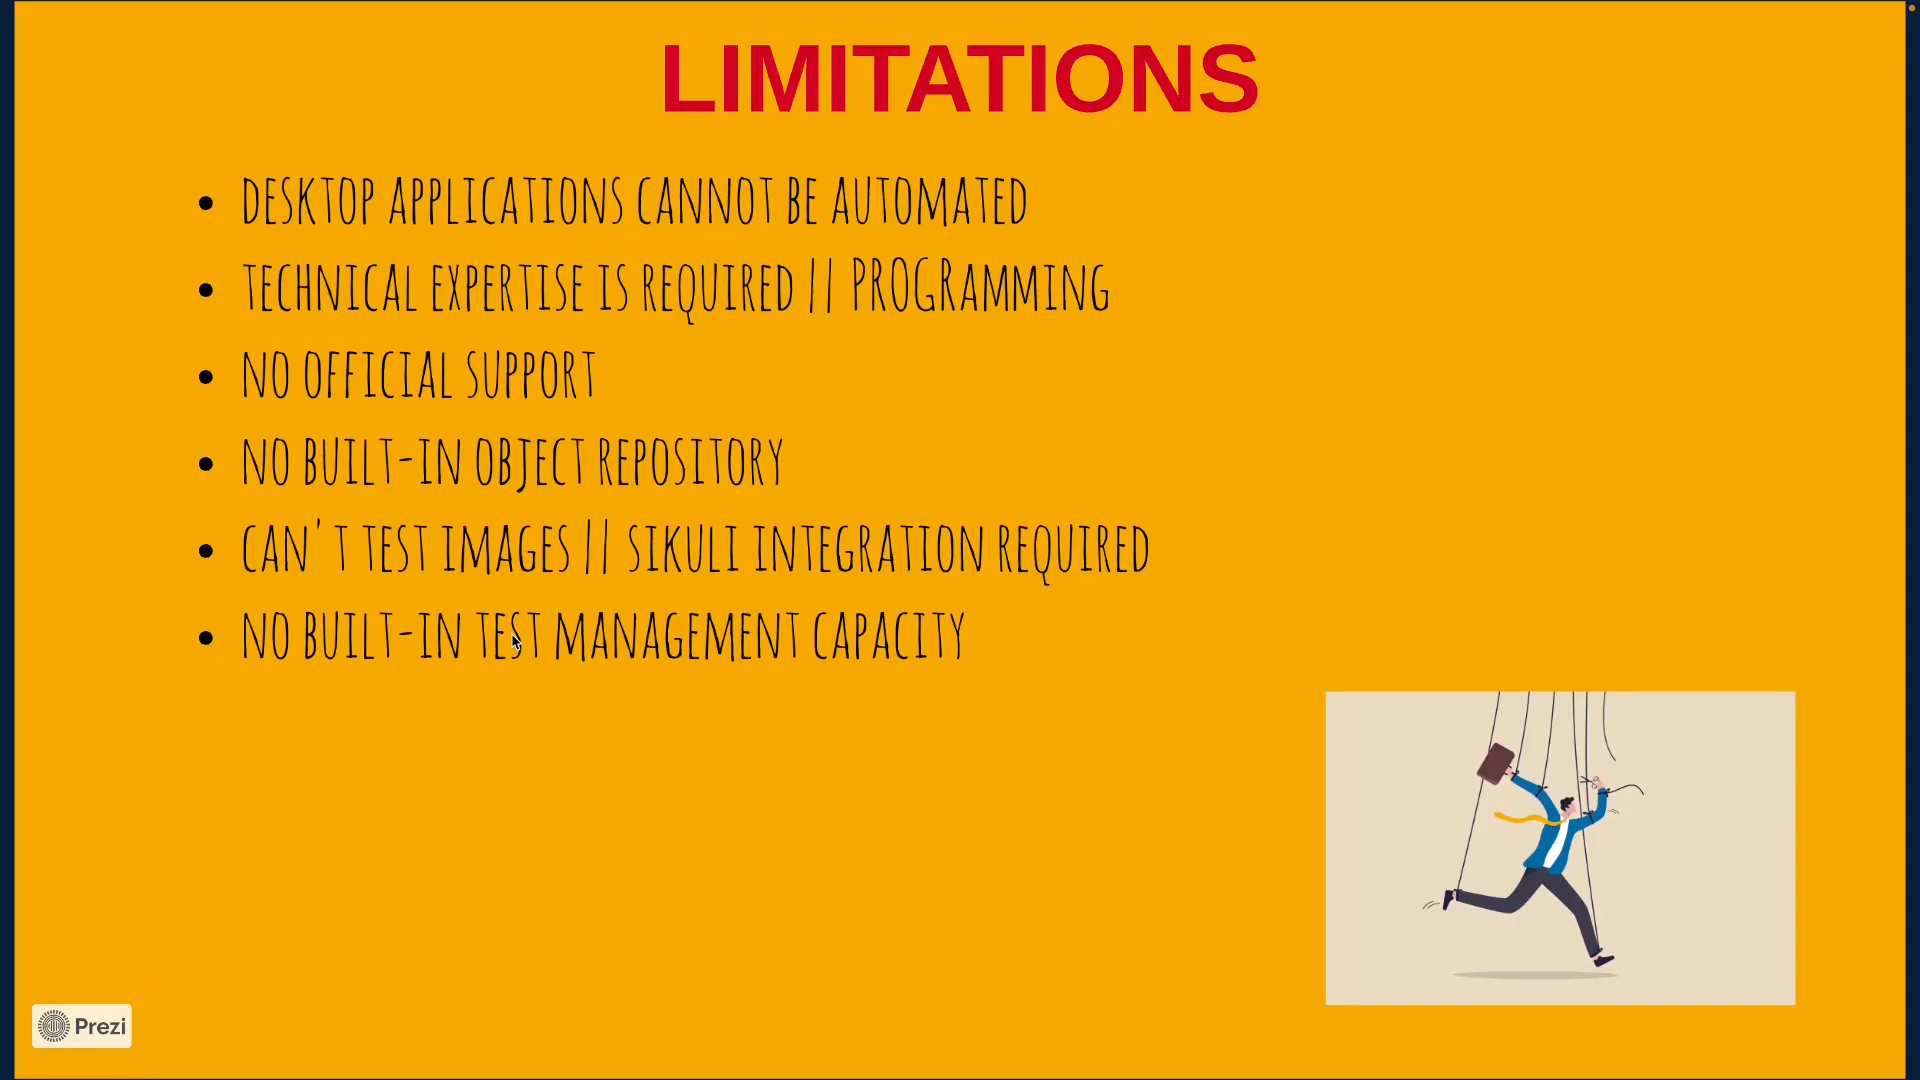 LIMITATIONS
• DESKTOP APPLICATIONS CANNOT BE AUTOMATED
• TECHNICAL EXPERTISE IS REQUIRED // PROGRAMMING
• NO OFFICIAL SUPPORT
• NO BUILT-IN OBJECT REPOSITORY
• CAN'T TEST IMAGES // SIKULI INTEGRATION REQUIRED
• NO BUILT-IN TEST MANAGEMENT CAPACITY
Prezi